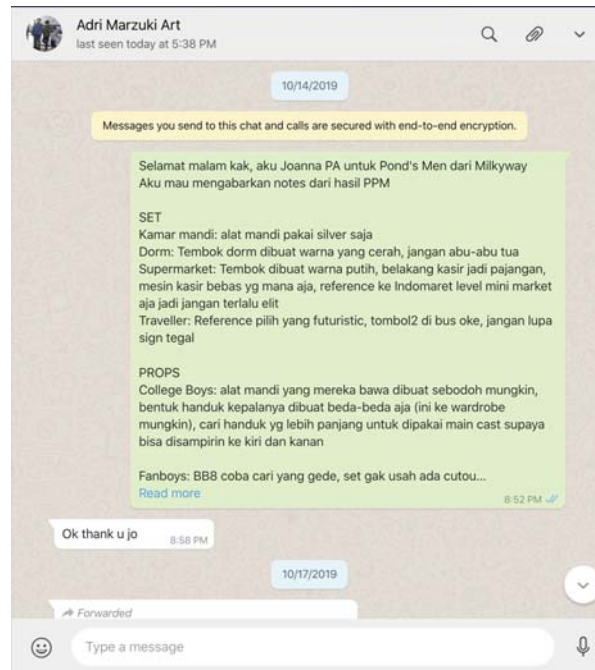 Adri Marzuki Art
last seen today at 5:38 PM
10/14/2019
Messages you send to this chat and calls are secured with end-to-end encryption.
Selamat malam kak, aku Joanna PA untuk Pond's Men dari Milkyway
Aku mau mengabarkan notes dari hasil PPM
SET
Kamar mandi: alat mandi pakai silver saja
Dorm: Tembok dorm dibuat warna yang cerah, jangan abu-abu tua
Supermarket: Tembok dibuat warna putih, belakang kasir jadi pajangan,
mesin kasir bebas yg mana aja, reference ke Indomaret level mini market
aja jadi jangan terlalu elit
Traveller: Reference pilih yang futuristic, tombol2 di bus oke, jangan lupa
sign tegal
PROPS
College Boys: alat mandi yang mereka bawa dibuat sebodoh mungkin,
bentuk handuk kepalanya dibuat beda-beda aja (ini ke wardrobe
mungkin), cari handuk yg lebih panjang untuk dipakai main cast supaya
bisa disampirin ke kiri dan kanan
Fanboys: BB8 coba cari yang gede, set gak usah ada cutou...
Read more
8:52 PM
Ok thank u jo
8:58 PM
10/17/2019
Forwarded
Type a message